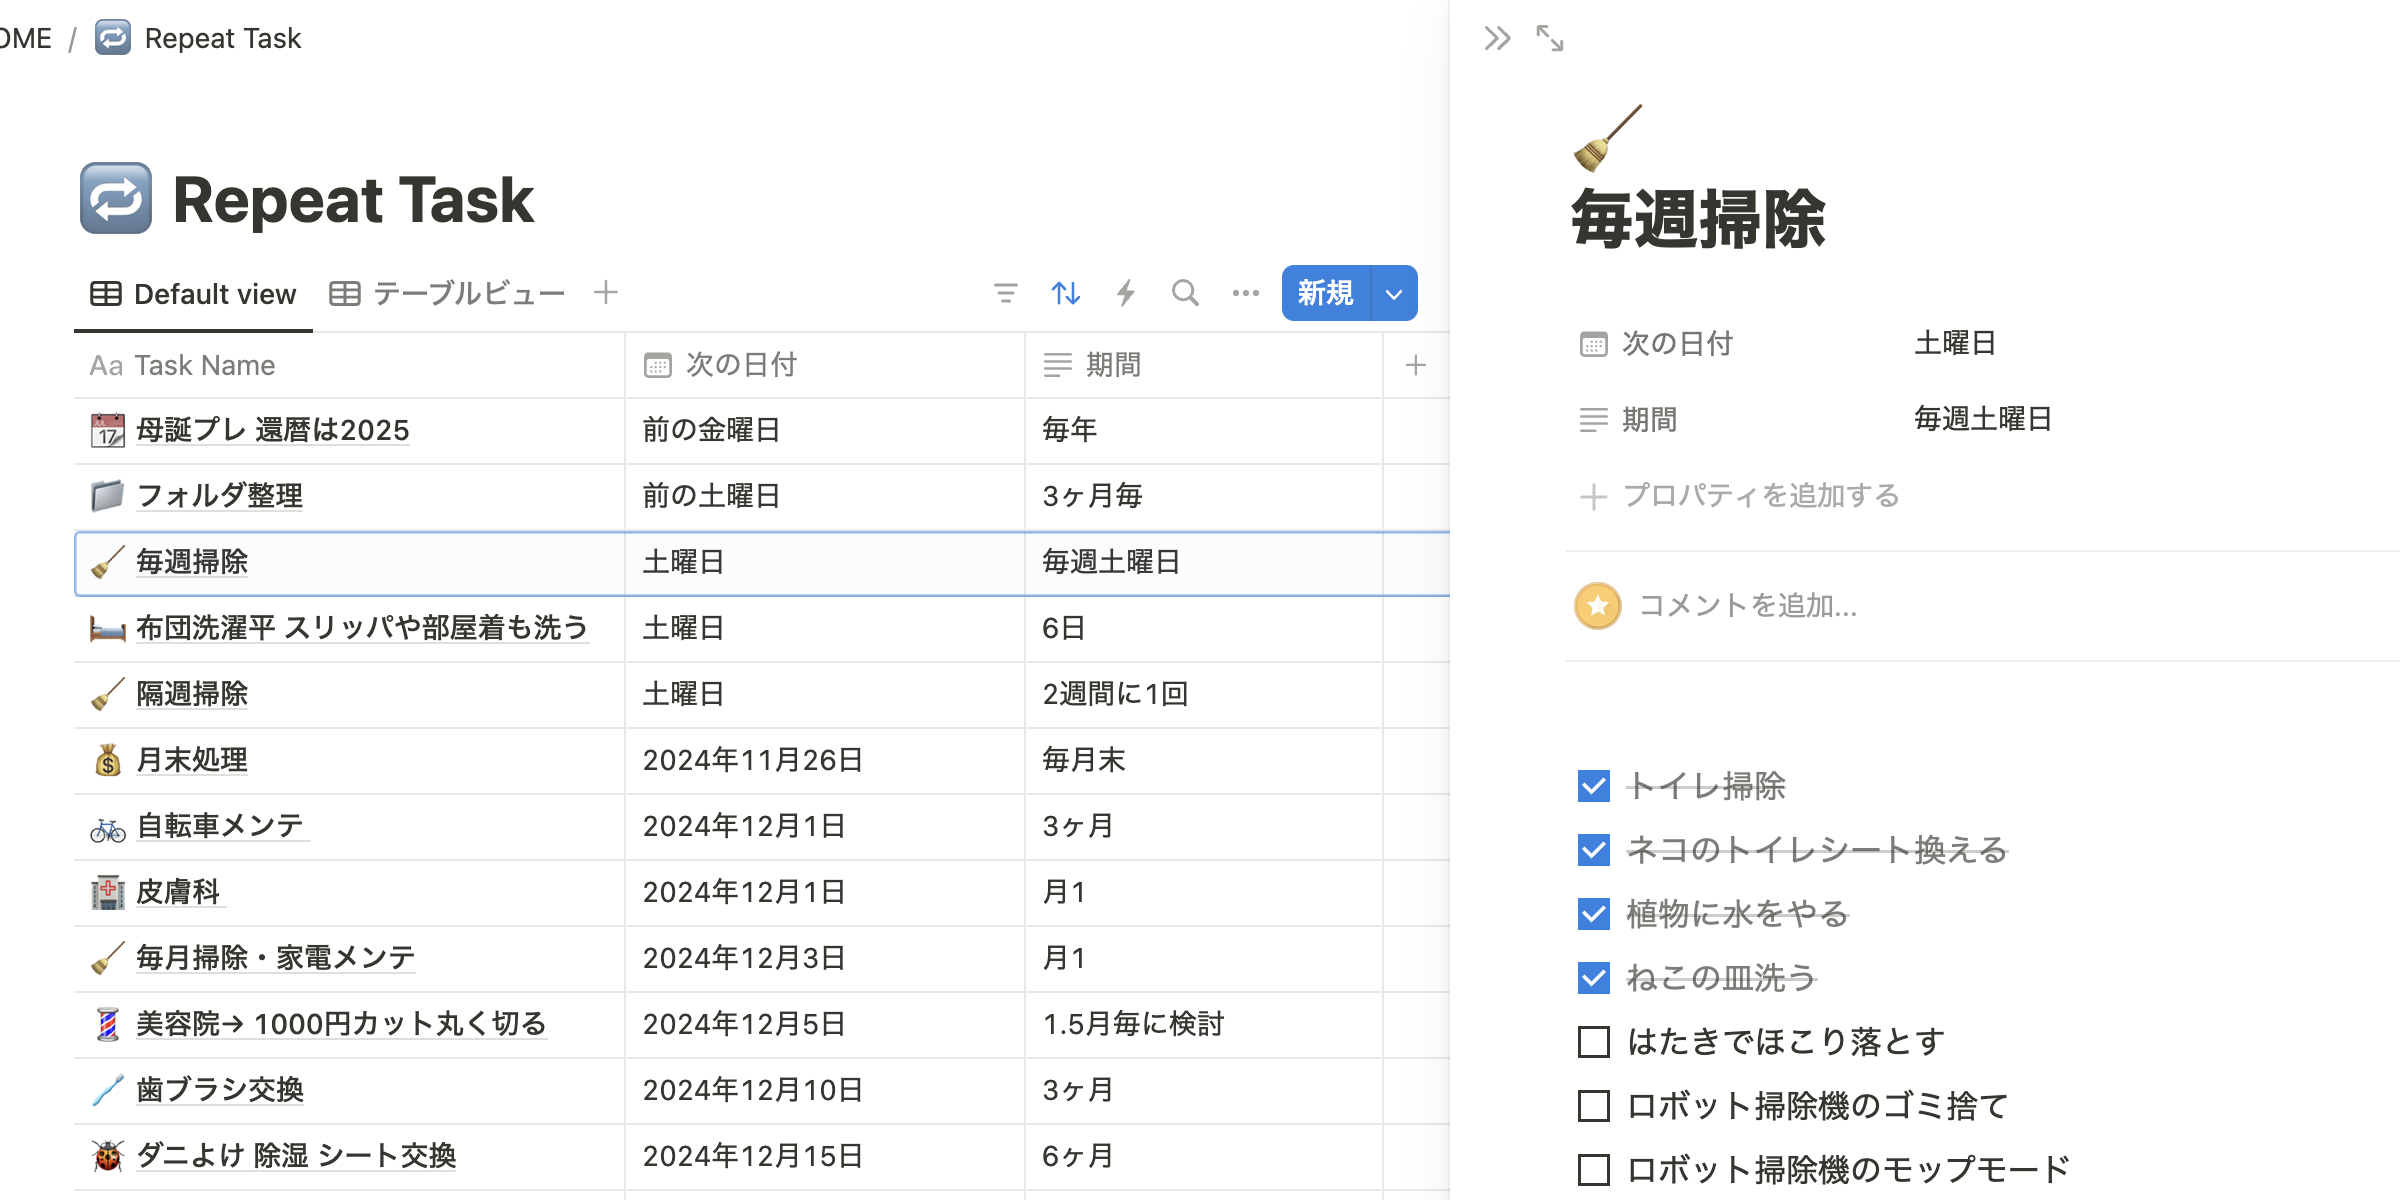 OME / Repeat Task
Repeat Task
Default view テーブルビュー
新規
Aa Task Name 次の日付 期間
母誕プレ 還暦は2025 前の金曜日 毎年
フォルダ整理 前の土曜日 3ヶ月毎
毎週掃除 土曜日 毎週土曜日
布団洗濯平 スリッパや部屋着も洗う 土曜日 6日
隔週掃除 土曜日 2週間に1回
月末処理 2024年11月26日 毎月末
自転車メンテ 2024年12月1日 3ヶ月
皮膚科 2024年12月1日 月1
毎月掃除・家電メンテ 2024年12月3日 月1
美容院→ 1000円カット丸く切る 2024年12月5日 1.5月毎に検討
歯ブラシ交換 2024年12月10日 3ヶ月
ダニよけ 除湿 シート交換 2024年12月15日 6ヶ月
毎週掃除
次の日付 土曜日
期間 毎週土曜日
プロパティを追加する
コメントを追加...
トイレ掃除
ネコのトイレシート換える
植物に水をやる
ねこの皿洗う
はたきでほこり落とす
ロボット掃除機のゴミ捨て
ロボット掃除機のモップモード